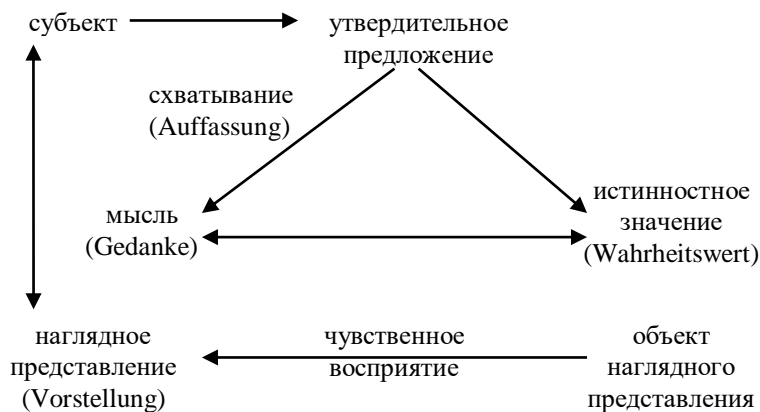 субъект
утвердительное
предложение
схватывание
(Auffassung)
мысль
(Gedanke)
истинностное
значение
(Wahrheitswert)
наглядное
представление
(Vorstellung)
чувственное
восприятие
объект
наглядного
представления